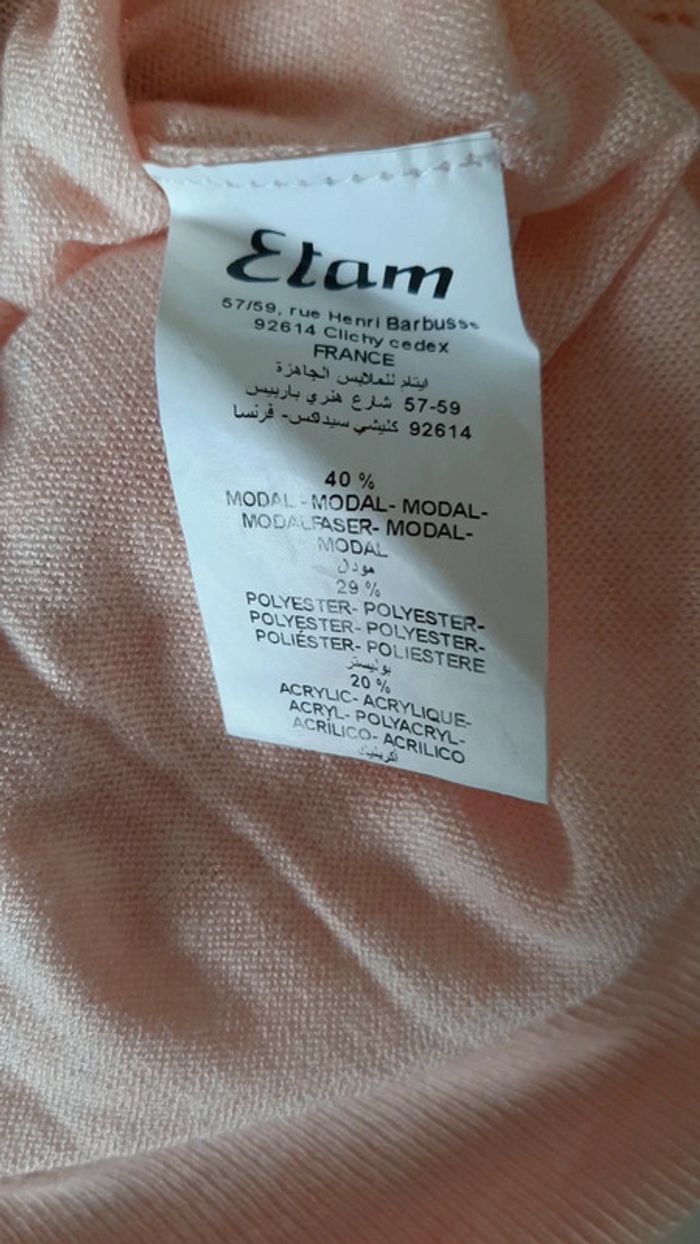 Etam
57/59, rue Henri Barbusse
92614 Clichy cedex
FRANCE
ايتام للملابس الجاهزة
57-59 شارع هنري باربيس
92614 كليشي سيداكس- فرنسا
40 %
MODAL - MODAL- MODAL-
MODALFASER- MODAL-
MODAL
مودال
29 %
POLYESTER- POLYESTER-
POLYESTER- POLYESTER-
POLIÉSTER- POLIESTERE
بوليستر
20 %
ACRYLIC- ACRYLIQUE-
ACRYL- POLYACRYL-
ACRÍLICO- ACRILICO
اكريليك